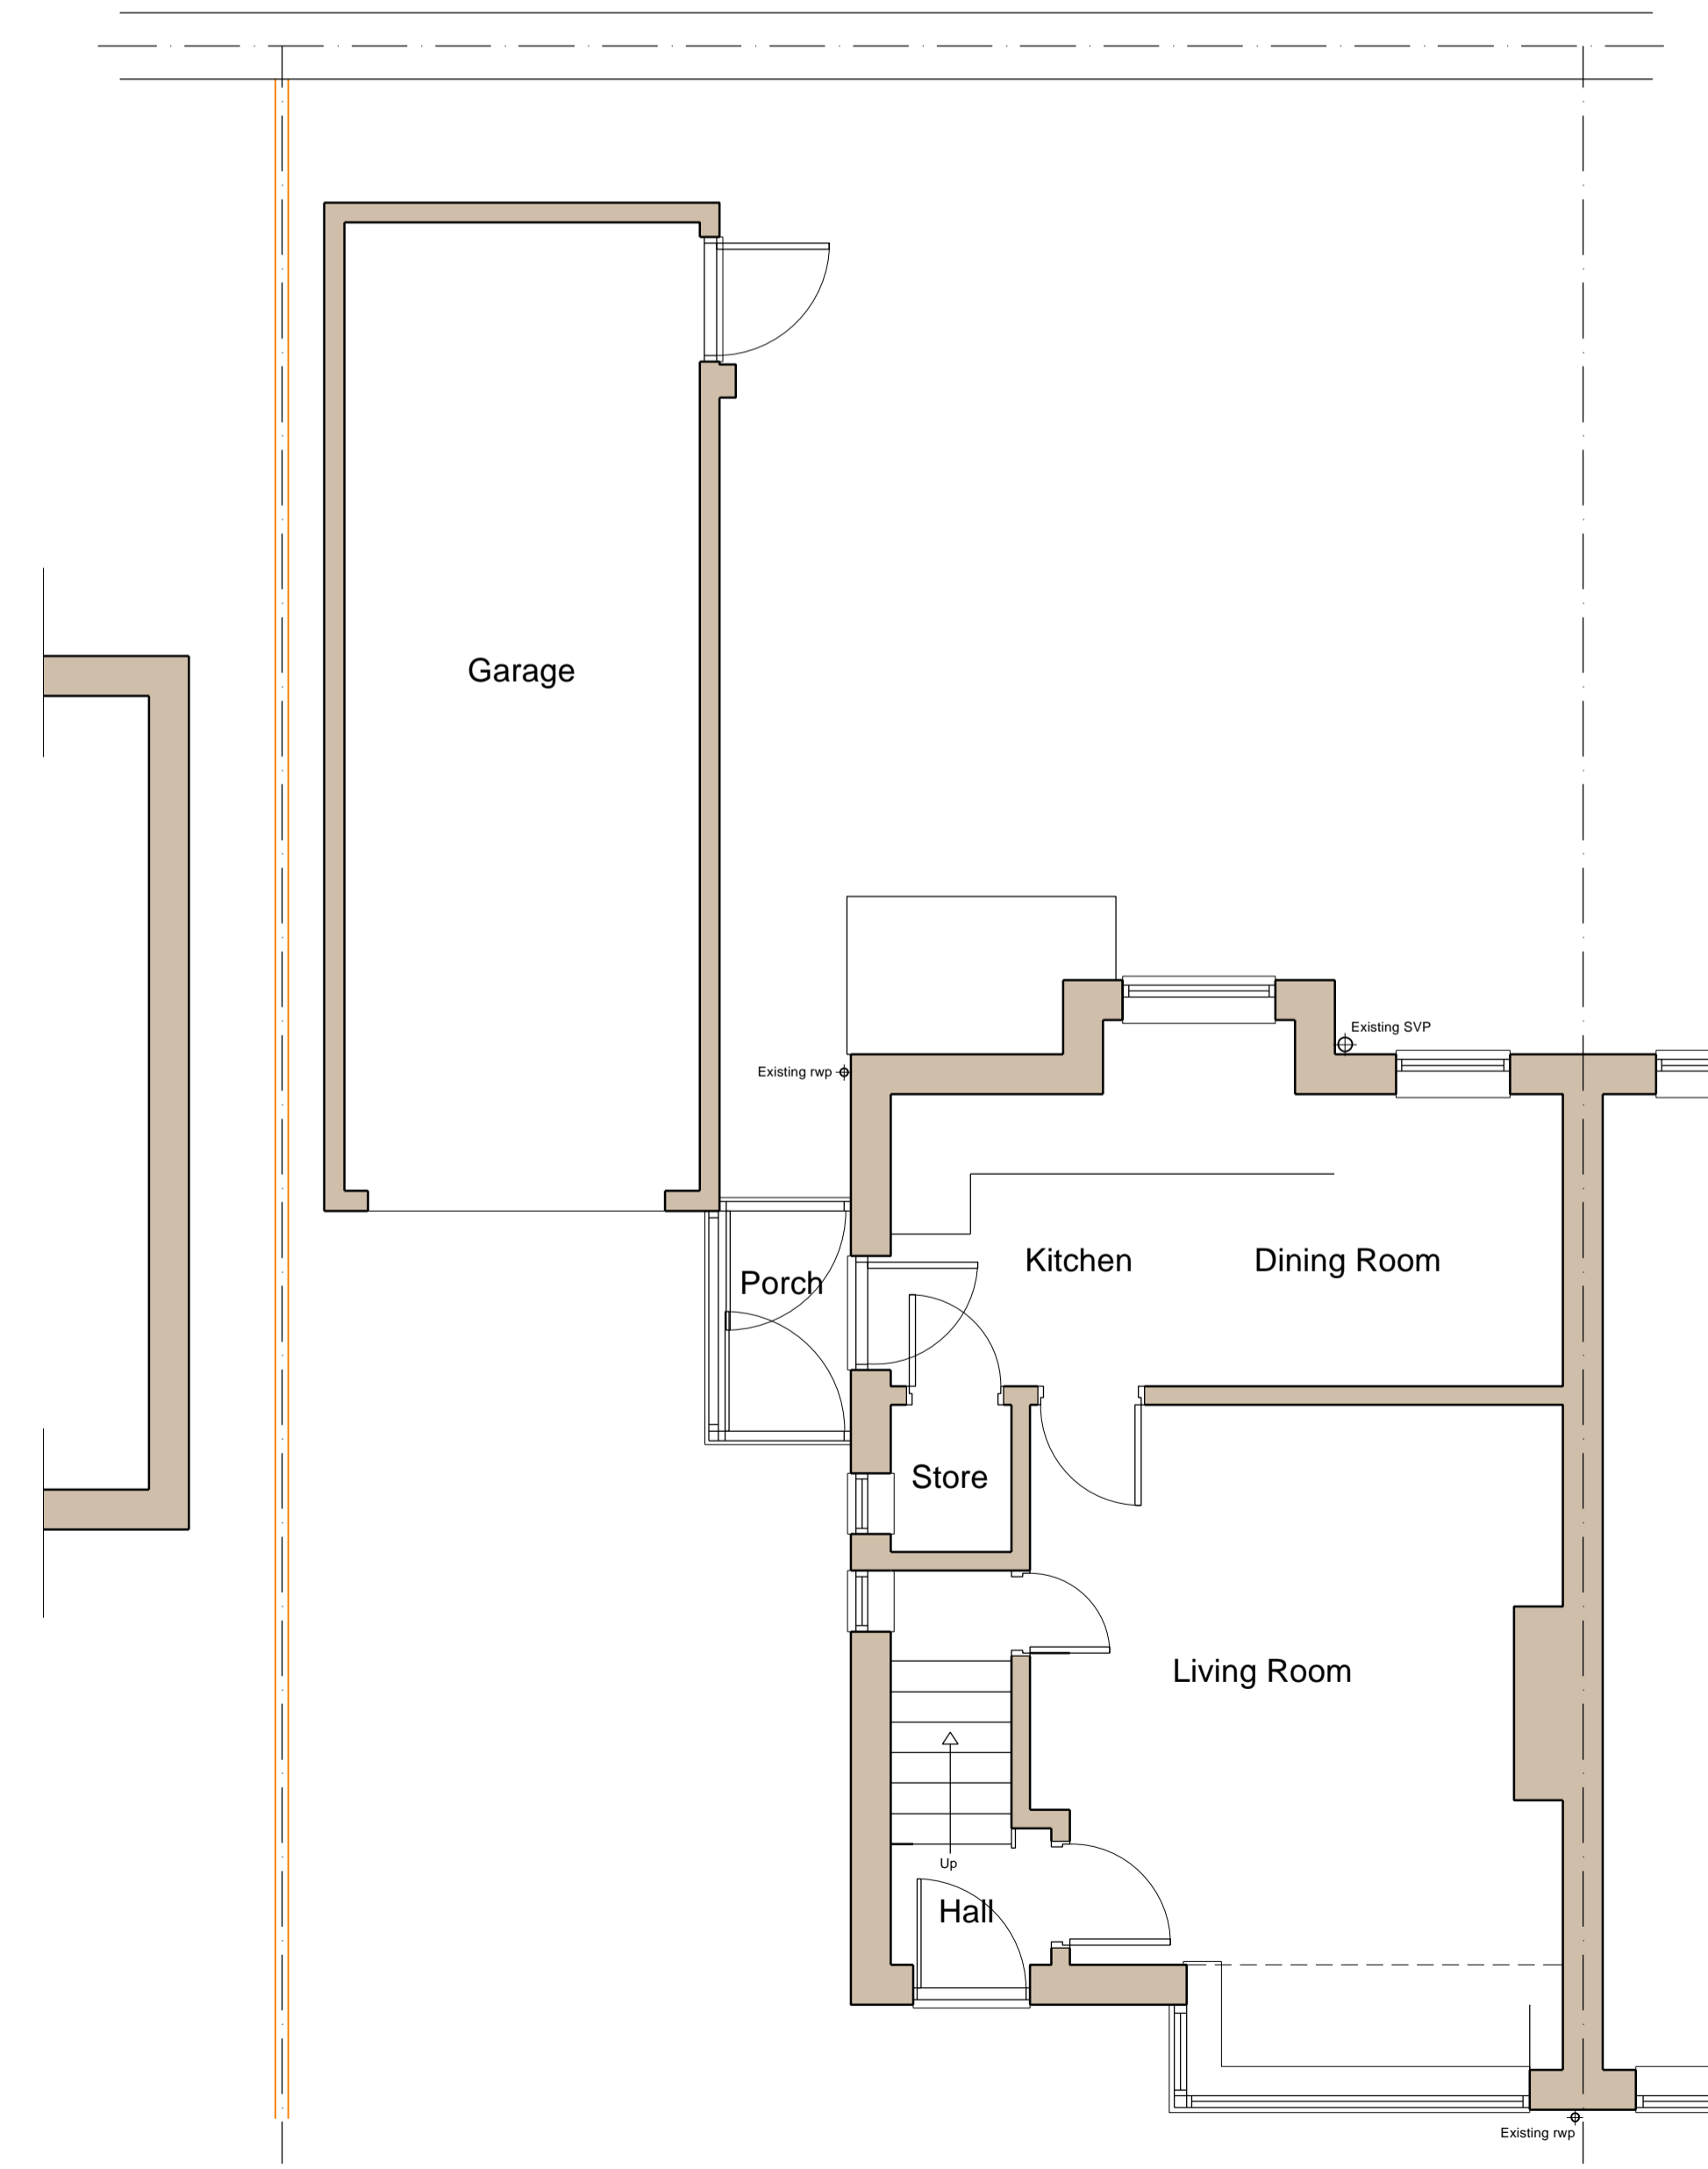 Garage
Existing SVP
Existing rwp
Kitchen
Dining Room
Porch
Store
Living Room
Up
Hall
Existing rwp